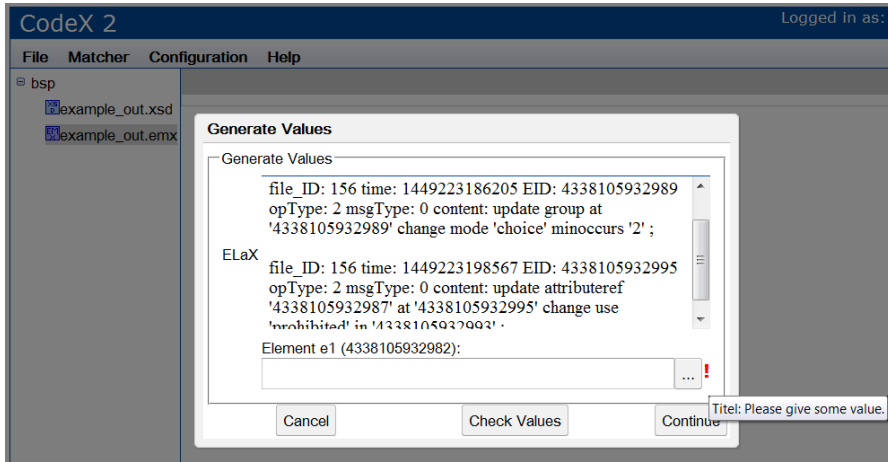 CodeX 2
Logged in as:
File Matcher Configuration Help
bsp
example_out.xsd
example_out.emx
Generate Values
Generate Values
ELaX
file_ID: 156 time: 1449223186205 EID: 4338105932989
opType: 2 msgType: 0 content: update group at
'4338105932989' change mode 'choice' minoccurs '2' ;
file_ID: 156 time: 1449223198567 EID: 4338105932995
opType: 2 msgType: 0 content: update attributeref
'4338105932987' at '4338105932995' change use
'prohibited' in '4338105932993' ;
Element e1 (4338105932982):
... !
Titel: Please give some value.
Cancel Check Values Continue